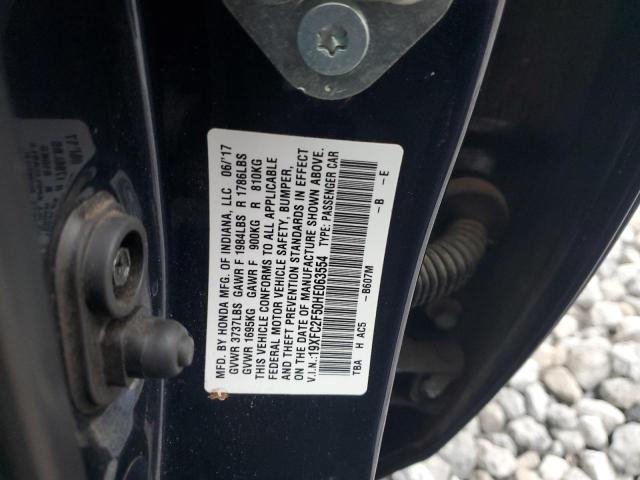 MFD. BY HONDA MFG. OF INDIANA, LLC 06/'17
GVWR 3737LBS GAWR F 1984LBS R 1786LBS
GVWR 1695KG GAWR F 900KG R 810KG
THIS VEHICLE CONFORMS TO ALL APPLICABLE
FEDERAL MOTOR VEHICLE SAFETY, BUMPER,
AND THEFT PREVENTION STANDARDS IN EFFECT
ON THE DATE OF MANUFACTURE SHOWN ABOVE.
V.I.N.:19XFC2F50HE063554 TYPE: PASSENGER CAR
TBA H AC5 -B607M -B -E